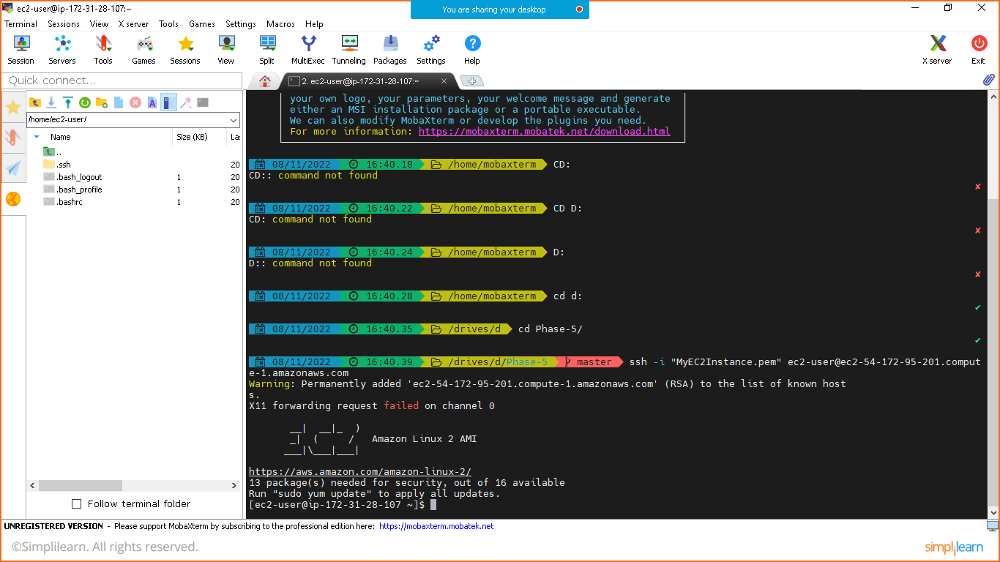 ec2-user@ip-172-31-28-107:~
You are sharing your desktop
Terminal Sessions View X server Tools Games Settings Macros Help
Session Servers Tools Games Sessions View Split MultiExec Tunneling Packages Settings Help X server Exit
Quick connect...
2. ec2-user@ip-172-31-28-107:~
/home/ec2-user/
Name Size (KB) La
..
.ssh 20
.bash_logout 1 20
.bash_profile 1 20
.bashrc 1 20
Follow terminal folder
your own logo, your parameters, your welcome message and generate
either an MSI installation package or a portable executable.
We can also modify MobaXterm or develop the plugins you need.
For more information: https://mobaxterm.mobatek.net/download.html
08/11/2022 16:40.18 /home/mobaxterm CD:
CD:: command not found
08/11/2022 16:40.22 /home/mobaxterm CD D:
CD: command not found
08/11/2022 16:40.24 /home/mobaxterm D:
D:: command not found
08/11/2022 16:40.28 /home/mobaxterm cd d:
08/11/2022 16:40.35 /drives/d cd Phase-5/
08/11/2022 16:40.39 /drives/d/Phase-5 master ssh -i "MyEC2Instance.pem" ec2-user@ec2-54-172-95-201.comput
e-1.amazonaws.com
Warning: Permanently added 'ec2-54-172-95-201.compute-1.amazonaws.com' (RSA) to the list of known host
s.
X11 forwarding request failed on channel 0
__| __|_ )
_| ( / Amazon Linux 2 AMI
___|\___|___|
https://aws.amazon.com/amazon-linux-2/
13 package(s) needed for security, out of 16 available
Run "sudo yum update" to apply all updates.
[ec2-user@ip-172-31-28-107 ~]$
UNREGISTERED VERSION - Please support MobaXterm by subscribing to the professional edition here: https://mobaxterm.mobatek.net
©Simplilearn. All rights reserved.
simplilearn